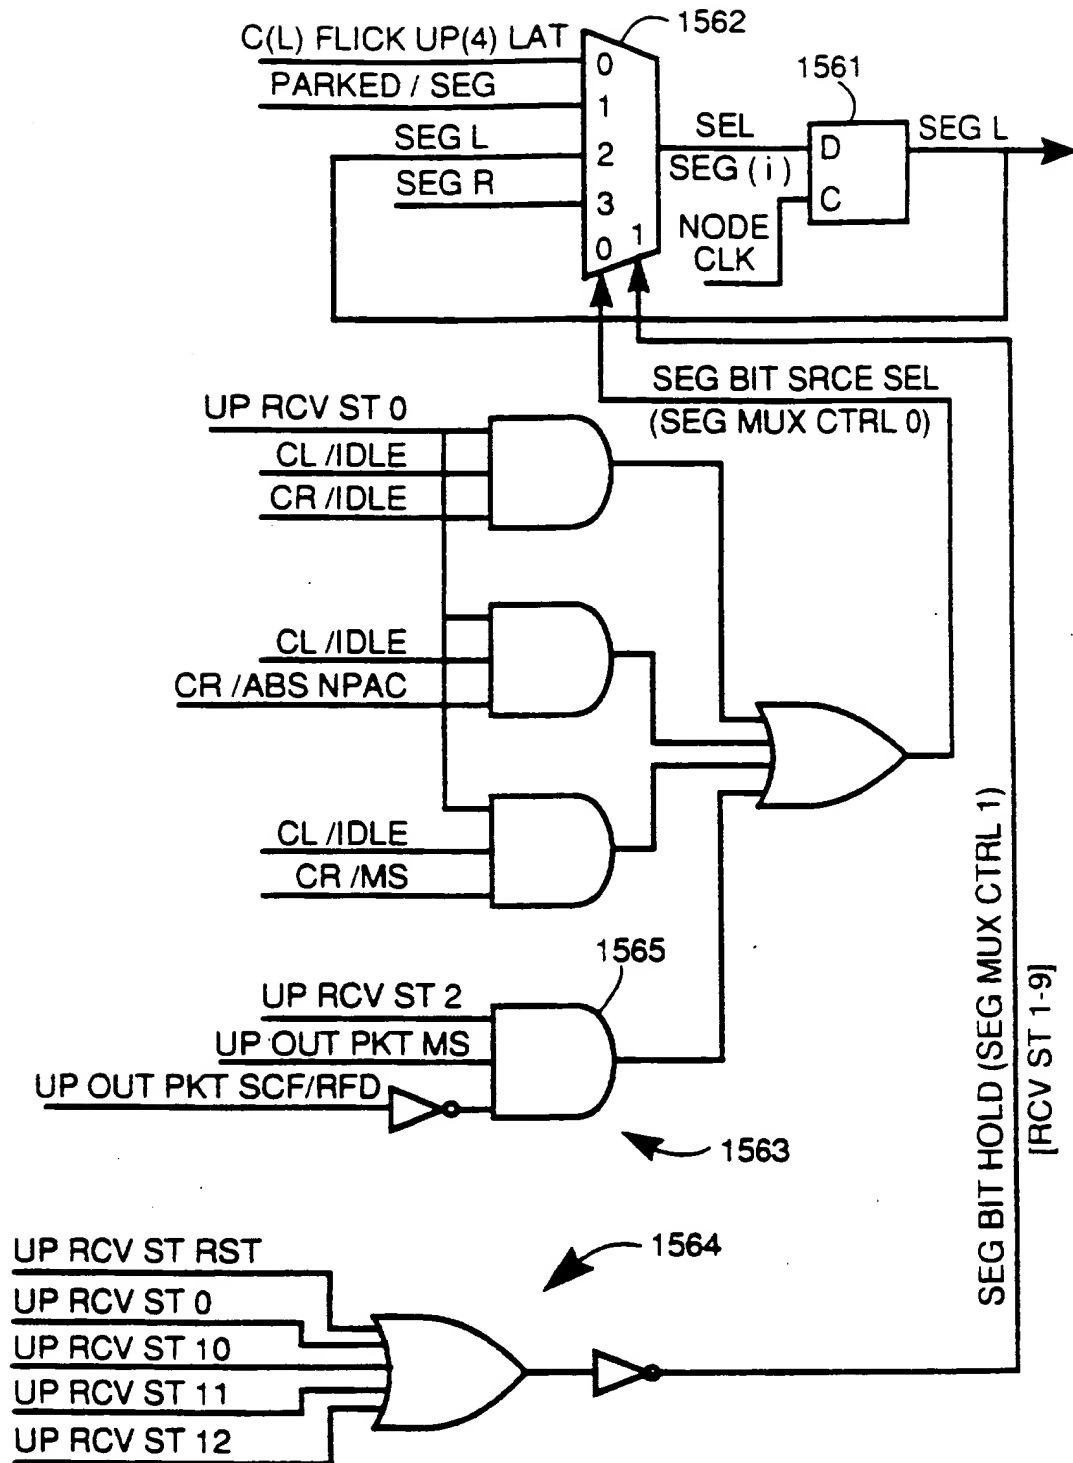 1562
C(L) FLICK UP(4) LAT
0
1561
PARKED / SEG
1
SEL
SEG L
SEG L
2
D
SEG (i)
SEG R
3
C
NODE
CLK
0
1
SEG BIT SRCE SEL
(SEG MUX CTRL 0)
UP RCV ST 0
CL /IDLE
CR /IDLE
CL /IDLE
CR /ABS NPAC
CL /IDLE
CR /MS
1565
UP RCV ST 2
UP OUT PKT MS
UP OUT PKT SCF/RFD
1563
SEG BIT HOLD (SEG MUX CTRL 1)
[RCV ST 1-9]
1564
UP RCV ST RST
UP RCV ST 0
UP RCV ST 10
UP RCV ST 11
UP RCV ST 12